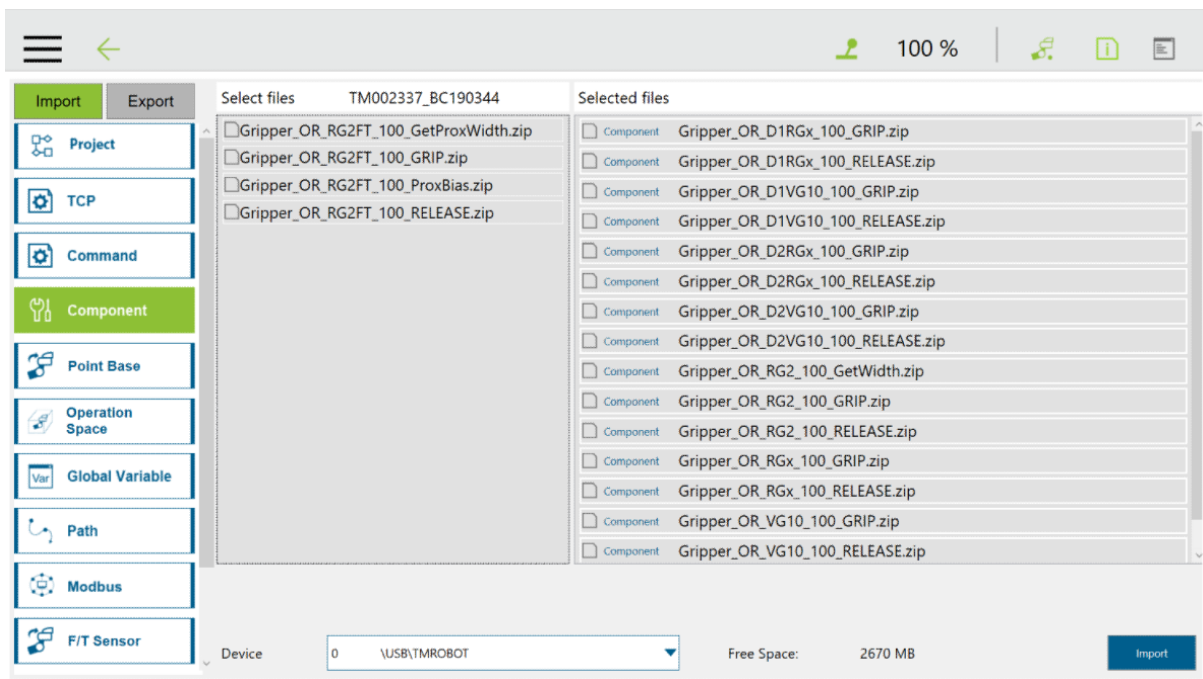 100 %
Import
Export
Select files
TM002337_BC190344
Selected files
Project
TCP
Command
Component
Point Base
Operation
Space
Var
Global Variable
Path
Modbus
F/T Sensor
Gripper_OR_RG2FT_100_GetProxWidth.zip
Gripper_OR_RG2FT_100_GRIP.zip
Gripper_OR_RG2FT_100_ProxBias.zip
Gripper_OR_RG2FT_100_RELEASE.zip
Component Gripper_OR_D1RGx_100_GRIP.zip
Component Gripper_OR_D1RGx_100_RELEASE.zip
Component Gripper_OR_D1VG10_100_GRIP.zip
Component Gripper_OR_D1VG10_100_RELEASE.zip
Component Gripper_OR_D2RGx_100_GRIP.zip
Component Gripper_OR_D2RGx_100_RELEASE.zip
Component Gripper_OR_D2VG10_100_GRIP.zip
Component Gripper_OR_D2VG10_100_RELEASE.zip
Component Gripper_OR_RG2_100_GetWidth.zip
Component Gripper_OR_RG2_100_GRIP.zip
Component Gripper_OR_RG2_100_RELEASE.zip
Component Gripper_OR_RGx_100_GRIP.zip
Component Gripper_OR_RGx_100_RELEASE.zip
Component Gripper_OR_VG10_100_GRIP.zip
Component Gripper_OR_VG10_100_RELEASE.zip
Device
0 \USB\TMROBOT
Free Space:
2670 MB
Import